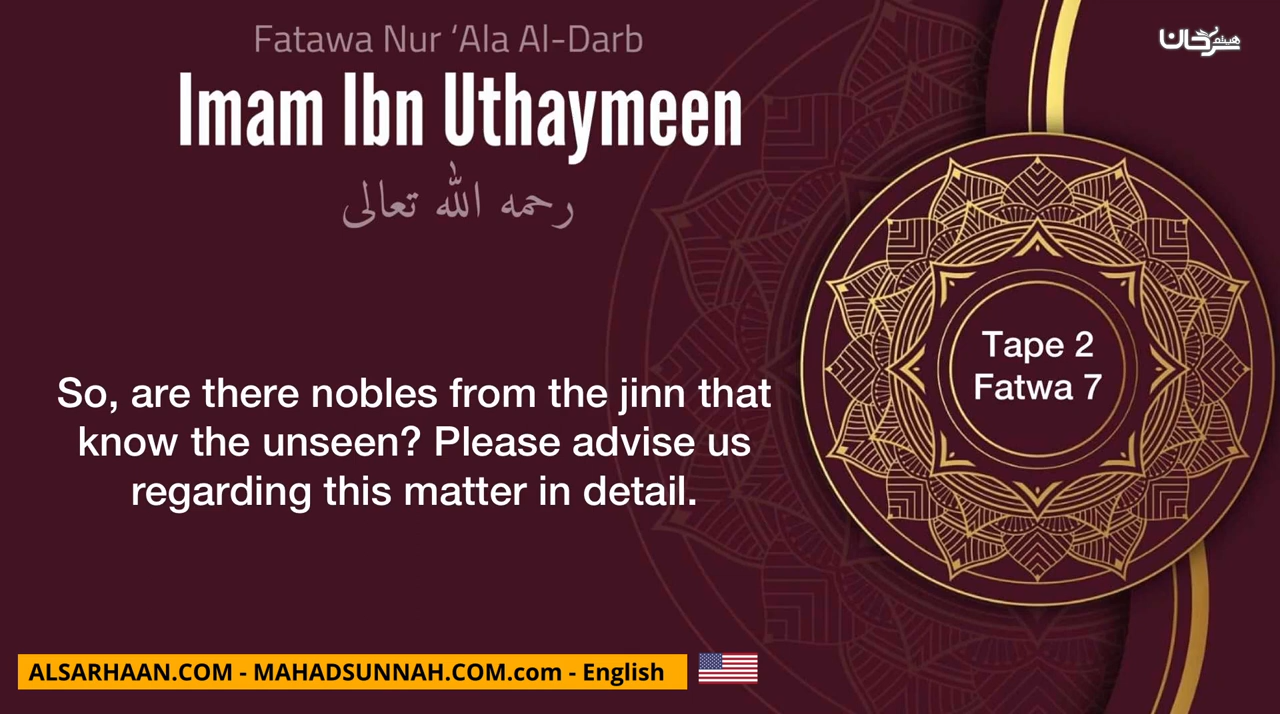 Fatawa Nur ‘Ala Al-Darb
هيثم سرحان
Imam Ibn Uthaymeen
رحمه الله تعالى
So, are there nobles from the jinn that
know the unseen? Please advise us
regarding this matter in detail.
Tape 2
Fatwa 7
ALSARHAAN.COM - MAHADSUNNAH.COM.com - English